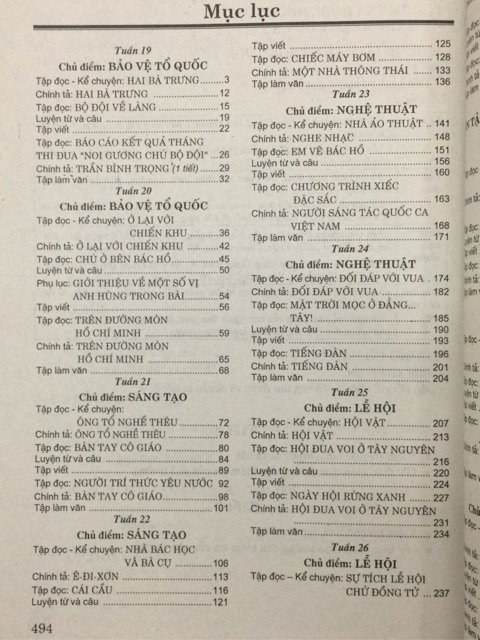 Mục lục
Tuần 19
Chủ điểm: BẢO VỆ TỔ QUỐC
Tập đọc - Kể chuyện: HAI BÀ TRƯNG.........3
Chính tả: HAI BÀ TRƯNG ................ 12
Tập đọc: BỘ ĐỘI VỀ LÀNG ................ 15
Luyện từ và câu ................ 19
Tập viết ................ 22
Tập đọc: BÁO CÁO KẾT QUẢ THÁNG
THI ĐUA "NOI GƯƠNG CHÚ BỘ ĐỘI" ...26
Chính tả: TRẦN BÌNH TRỌNG (1 tiết) ......29
Tập làm văn ................ 32
Tuần 20
Chủ điểm: BẢO VỆ TỔ QUỐC
Tập đọc - Kể chuyện: Ở LẠI VỚI
CHIẾN KHU ................ 36
Chính tả: Ở LẠI VỚI CHIẾN KHU ..........42
Tập đọc: CHÚ Ở BÊN BÁC HỒ..............45
Luyện từ và câu ................50
Phụ lục: GIỚI THIỆU VỀ MỘT SỐ VỊ
ANH HÙNG TRONG BÀI..........54
Tập viết ................ 56
Tập đọc: TRÊN ĐƯỜNG MÒN
HỒ CHÍ MINH ................59
Chính tả: TRÊN ĐƯỜNG MÒN
HỒ CHÍ MINH ................ 65
Tập làm văn ................ 68
Tuần 21
Chủ điểm: SÁNG TẠO
Tập đọc - Kể chuyện:
ÔNG TỔ NGHỀ THÊU................72
Chính tả: ÔNG TỔ NGHỀ THÊU ............ 78
Tập đọc: BÀN TAY CÔ GIÁO ................ 80
Luyện từ và câu ................ 84
Tập viết ................89
Tập đọc: NGƯỜI TRÍ THỨC YÊU NƯỚC 92
Chính tả: BÀN TAY CÔ GIÁO................98
Tập làm văn ................ 101
Tuần 22
Chủ điểm: SÁNG TẠO
Tập đọc - Kể chuyện: NHÀ BÁC HỌC
VÀ BÀ CỤ ................ 106
Chính tả: Ê-ĐI-XƠN ................ 113
Tập đọc: CÁI CẦU ................ 116
Luyện từ và câu ................ 121
494
Tập viết ................ 125
Tập đọc: CHIẾC MÁY BƠM ................ 128
Chính tả: MỘT NHÀ THÔNG THÁI ...... 133
Tập làm văn ................ 136
Tuần 23
Chủ điểm: NGHỆ THUẬT
Tập đọc - Kể chuyện: NHÀ ẢO THUẬT .. 141
Chính tả: NGHE NHẠC ................ 148
Tập đọc: EM VẼ BÁC HỒ ................ 151
Luyện từ và câu ................ 156
Tập viết ................ 160
Tập đọc: CHƯƠNG TRÌNH XIẾC
ĐẶC SẮC ................ 163
Chính tả: NGƯỜI SÁNG TÁC QUỐC CA
VIỆT NAM ................ 168
Tập làm văn ................ 171
Tuần 24
Chủ điểm: NGHỆ THUẬT
Tập đọc - Kể chuyện: ĐỐI ĐÁP VỚI VUA . 174
Chính tả: ĐỐI ĐÁP VỚI VUA ................ 182
Tập đọc: MẶT TRỜI MỌC Ở ĐẰNG...
TÂY! ................ 185
Luyện từ và câu ................ 190
Tập viết ................ 193
Tập đọc: TIẾNG ĐÀN ................ 196
Chính tả: TIẾNG ĐÀN ................ 201
Tập làm văn ................ 204
Tuần 25
Chủ điểm: LỄ HỘI
Tập đọc - Kể chuyện: HỘI VẬT ............ 207
Chính tả: HỘI VẬT ................ 213
Tập đọc: HỘI ĐUA VOI Ở TÂY NGUYÊN
................ 216
Luyện từ và câu ................ 220
Tập viết ................ 224
Tập đọc: NGÀY HỘI RỪNG XANH ........ 227
Chính tả: HỘI ĐUA VOI Ở TÂY NGUYÊN
................ 231
Tập làm văn ................ 234
Tuần 26
Chủ điểm: LỄ HỘI
Tập đọc – Kể chuyện: SỰ TÍCH LỄ HỘI
CHỬ ĐỒNG TỬ ....237